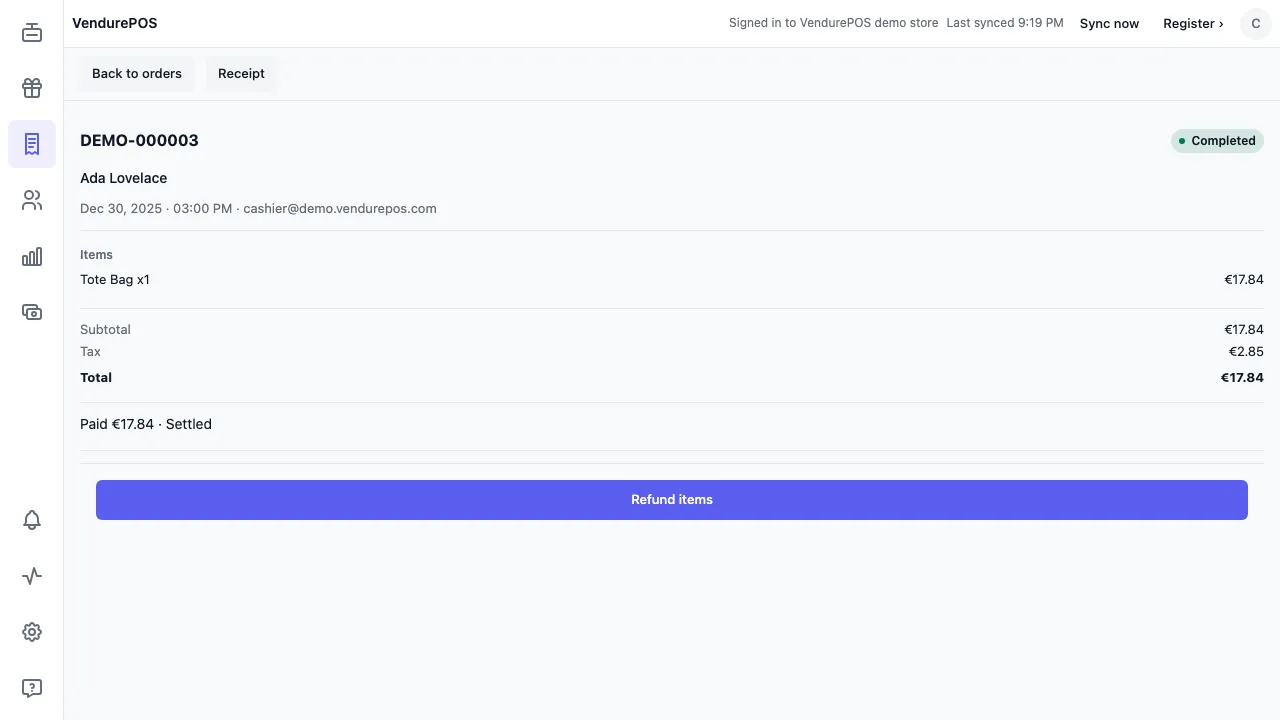 VendurePOS
Signed in to VendurePOS demo store Last synced 9:19 PM Sync now Register › C
Back to orders Receipt
DEMO-000003
Completed
Ada Lovelace
Dec 30, 2025 · 03:00 PM · cashier@demo.vendurepos.com
Items
Tote Bag x1 €17.84
Subtotal €17.84
Tax €2.85
Total €17.84
Paid €17.84 · Settled
Refund items